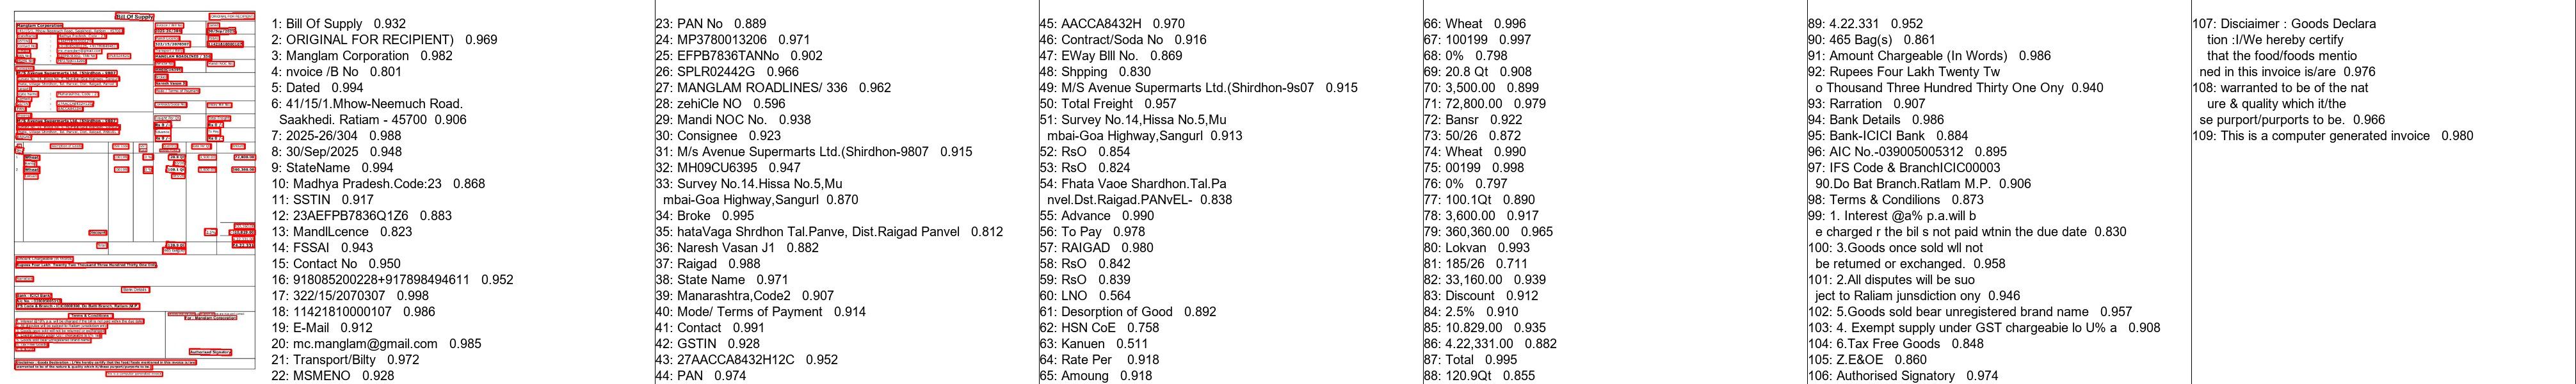 1: Bill Of Supply 0.932
2: ORIGINAL FOR RECIPIENT) 0.969
3: Manglam Corporation 0.982
4: nvoice /B No 0.801
5: Dated 0.994
6: 41/15/1.Mhow-Neemuch Road.
Saakhedi. Ratiam - 45700 0.906
7: 2025-26/304 0.988
8: 30/Sep/2025 0.948
9: StateName 0.994
10: Madhya Pradesh.Code:23 0.868
11: SSTIN 0.917
12: 23AEFPB7836Q1Z6 0.883
13: MandlLcence 0.823
14: FSSAI 0.943
15: Contact No 0.950
16: 918085200228+917898494611 0.952
17: 322/15/2070307 0.998
18: 11421810000107 0.986
19: E-Mail 0.912
20: mc.manglam@gmail.com 0.985
21: Transport/Bilty 0.972
22: MSMENO 0.928
23: PAN No 0.889
24: MP3780013206 0.971
25: EFPB7836TANNo 0.902
26: SPLR02442G 0.966
27: MANGLAM ROADLINES/ 336 0.962
28: zehiCle NO 0.596
29: Mandi NOC No. 0.938
30: Consignee 0.923
31: M/s Avenue Supermarts Ltd.(Shirdhon-9807 0.915
32: MH09CU6395 0.947
33: Survey No.14.Hissa No.5,Mu
mbai-Goa Highway,Sangurl 0.870
34: Broke 0.995
35: hataVaga Shrdhon Tal.Panve, Dist.Raigad Panvel 0.812
36: Naresh Vasan J1 0.882
37: Raigad 0.988
38: State Name 0.971
39: Manarashtra,Code2 0.907
40: Mode/ Terms of Payment 0.914
41: Contact 0.991
42: GSTIN 0.928
43: 27AACCA8432H12C 0.952
44: PAN 0.974
45: AACCA8432H 0.970
46: Contract/Soda No 0.916
47: EWay Blll No. 0.869
48: Shpping 0.830
49: M/S Avenue Supermarts Ltd.(Shirdhon-9s07 0.915
50: Total Freight 0.957
51: Survey No.14,Hissa No.5,Mu
mbai-Goa Highway,Sangurl 0.913
52: RsO 0.854
53: RsO 0.824
54: Fhata Vaoe Shardhon.Tal.Pa
nvel.Dst.Raigad.PANvEL- 0.838
55: Advance 0.990
56: To Pay 0.978
57: RAIGAD 0.980
58: RsO 0.842
59: RsO 0.839
60: LNO 0.564
61: Desorption of Good 0.892
62: HSN CoE 0.758
63: Kanuen 0.511
64: Rate Per 0.918
65: Amoung 0.918
66: Wheat 0.996
67: 100199 0.997
68: 0% 0.798
69: 20.8 Qt 0.908
70: 3,500.00 0.899
71: 72,800.00 0.979
72: Bansr 0.922
73: 50/26 0.872
74: Wheat 0.990
75: 00199 0.998
76: 0% 0.797
77: 100.1Qt 0.890
78: 3,600.00 0.917
79: 360,360.00 0.965
80: Lokvan 0.993
81: 185/26 0.711
82: 33,160.00 0.939
83: Discount 0.912
84: 2.5% 0.910
85: 10.829.00 0.935
86: 4.22,331.00 0.882
87: Total 0.995
88: 120.9Qt 0.855
89: 4.22.331 0.952
90: 465 Bag(s) 0.861
91: Amount Chargeable (In Words) 0.986
92: Rupees Four Lakh Twenty Tw
o Thousand Three Hundred Thirty One Ony 0.940
93: Rarration 0.907
94: Bank Details 0.986
95: Bank-ICICI Bank 0.884
96: AIC No.-039005005312 0.895
97: IFS Code & BranchICIC00003
90.Do Bat Branch.Ratlam M.P. 0.906
98: Terms & Condilions 0.873
99: 1. Interest @a% p.a.will b
e charged r the bil s not paid wtnin the due date 0.830
100: 3.Goods once sold wll not
be returned or exchanged. 0.958
101: 2.All disputes will be suo
ject to Raliam junsdiction ony 0.946
102: 5.Goods sold bear unregistered brand name 0.957
103: 4. Exempt supply under GST chargeabie lo U% a 0.908
104: 6.Tax Free Goods 0.848
105: Z.E&OE 0.860
106: Authorised Signatory 0.974
107: Disciaimer : Goods Declara
tion :I/We hereby certify
that the food/foods mentio
ned in this invoice is/are 0.976
108: warranted to be of the nat
ure & quality which it/the
se purport/purports to be. 0.966
109: This is a computer generated invoice 0.980